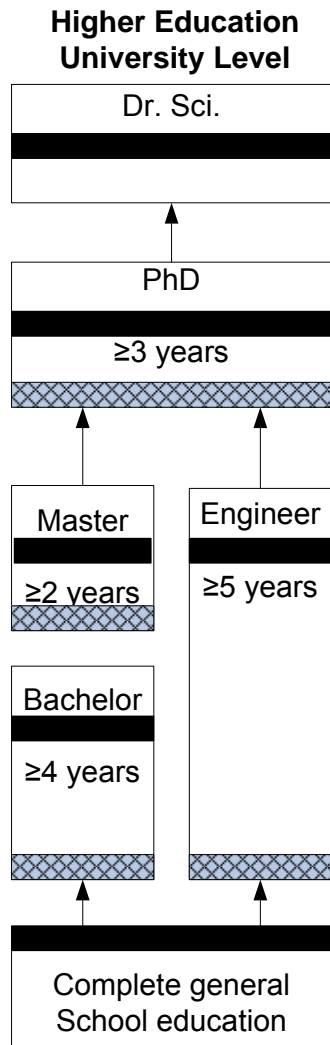 Higher Education
University Level
Dr. Sci.
PhD
≥3 years
Master
≥2 years
Engineer
≥5 years
Bachelor
≥4 years
Complete general
School education